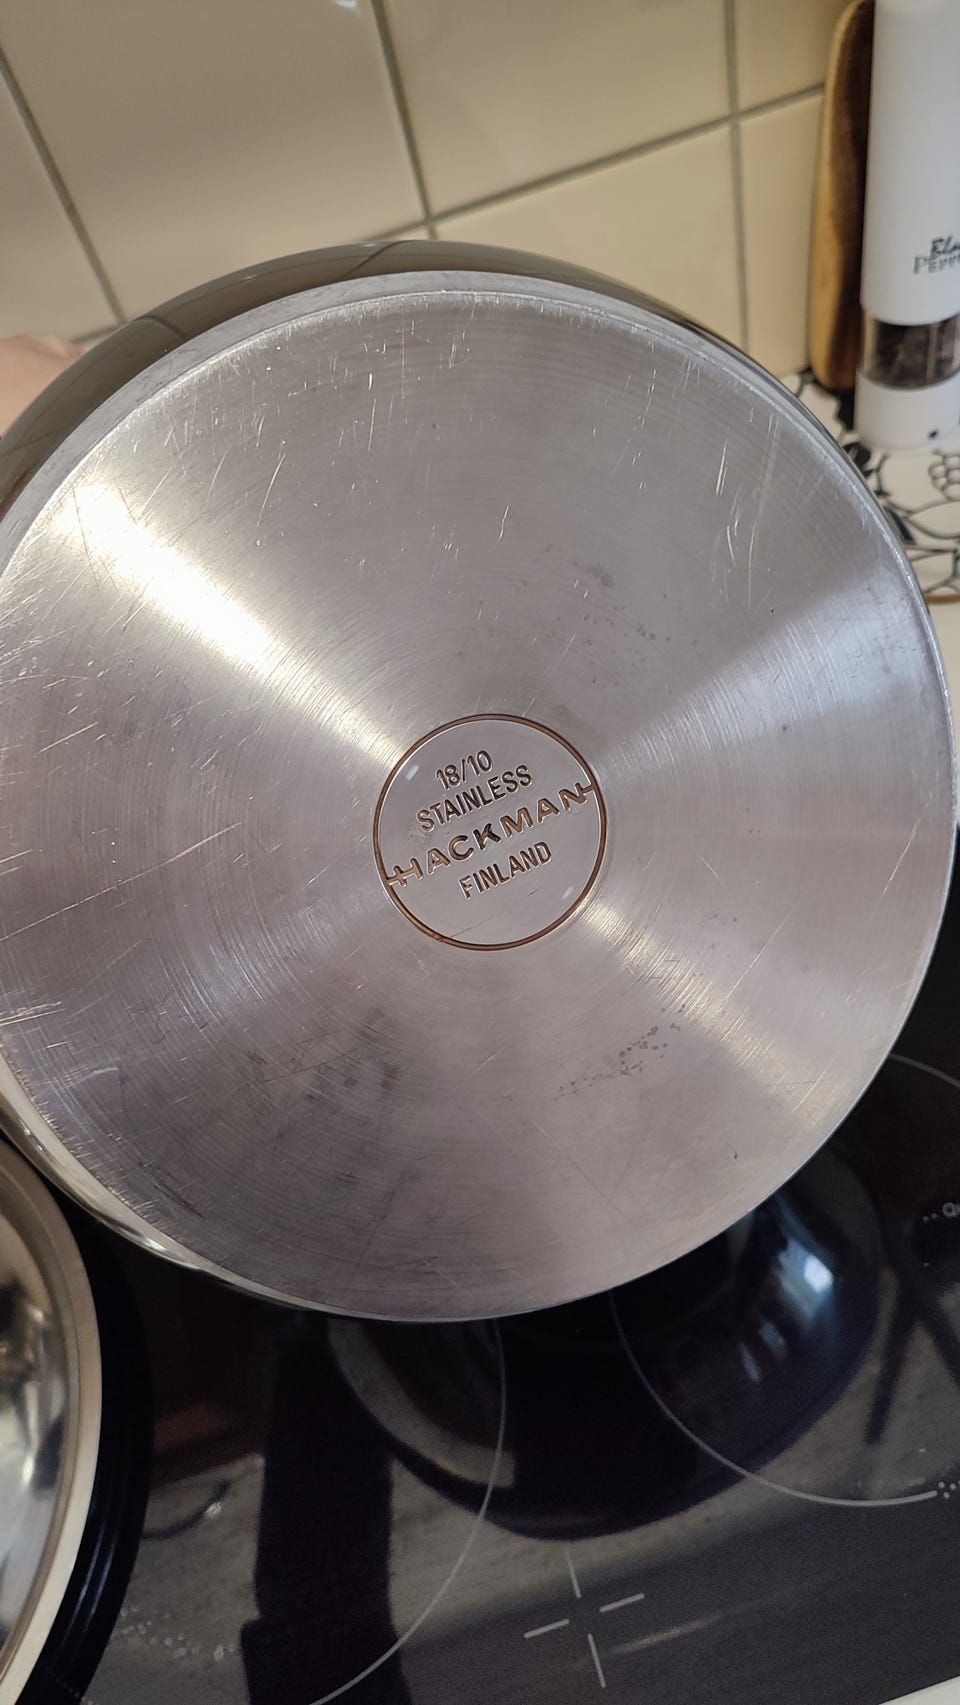 18/10
STAINLESS
HACKMAN
FINLAND